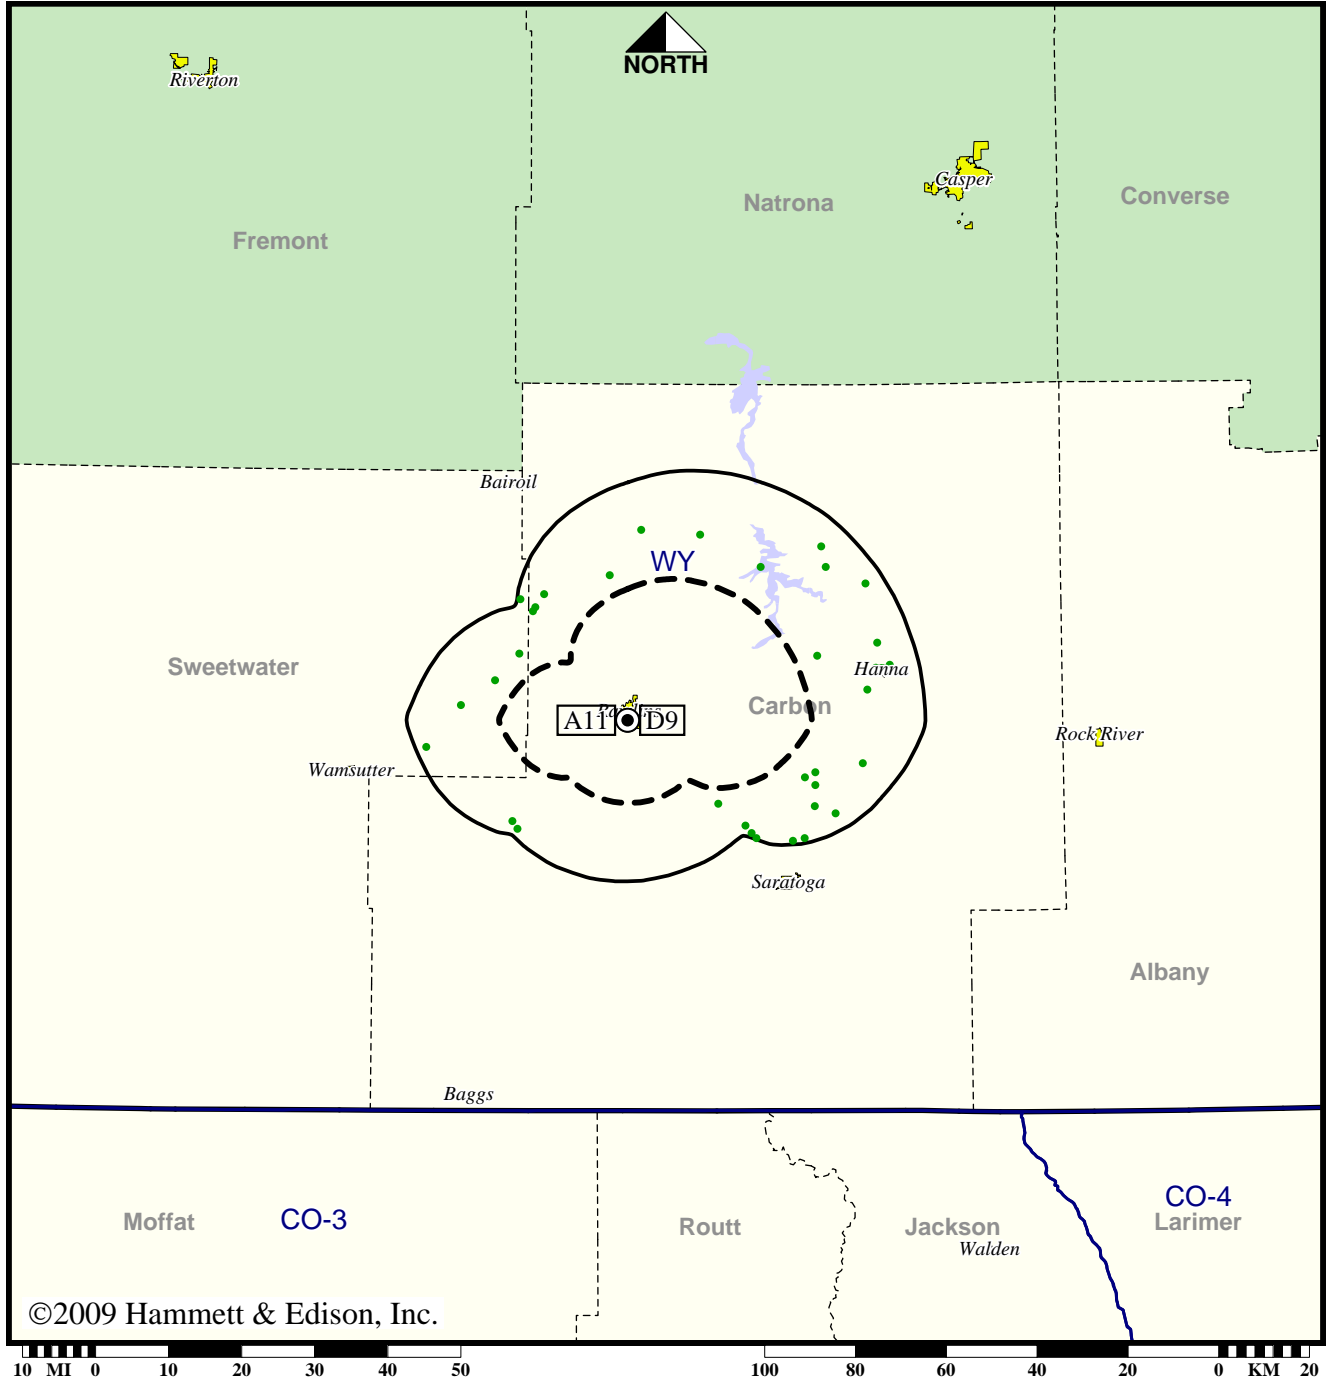 NORTH
Riverton
Casper
Natrona
Converse
Fremont
Bairoil
WY
Sweetwater
Hanna
Carbon
A11
D9
Rock River
Wamsutter
Saratoga
Albany
Baggs
Moffat
CO-3
Routt
Jackson
CO-4
Larimer
Walden
©2009 Hammett & Edison, Inc.
10 MI 0 10 20 30 40 50 100 80 60 40 20 0 KM 20